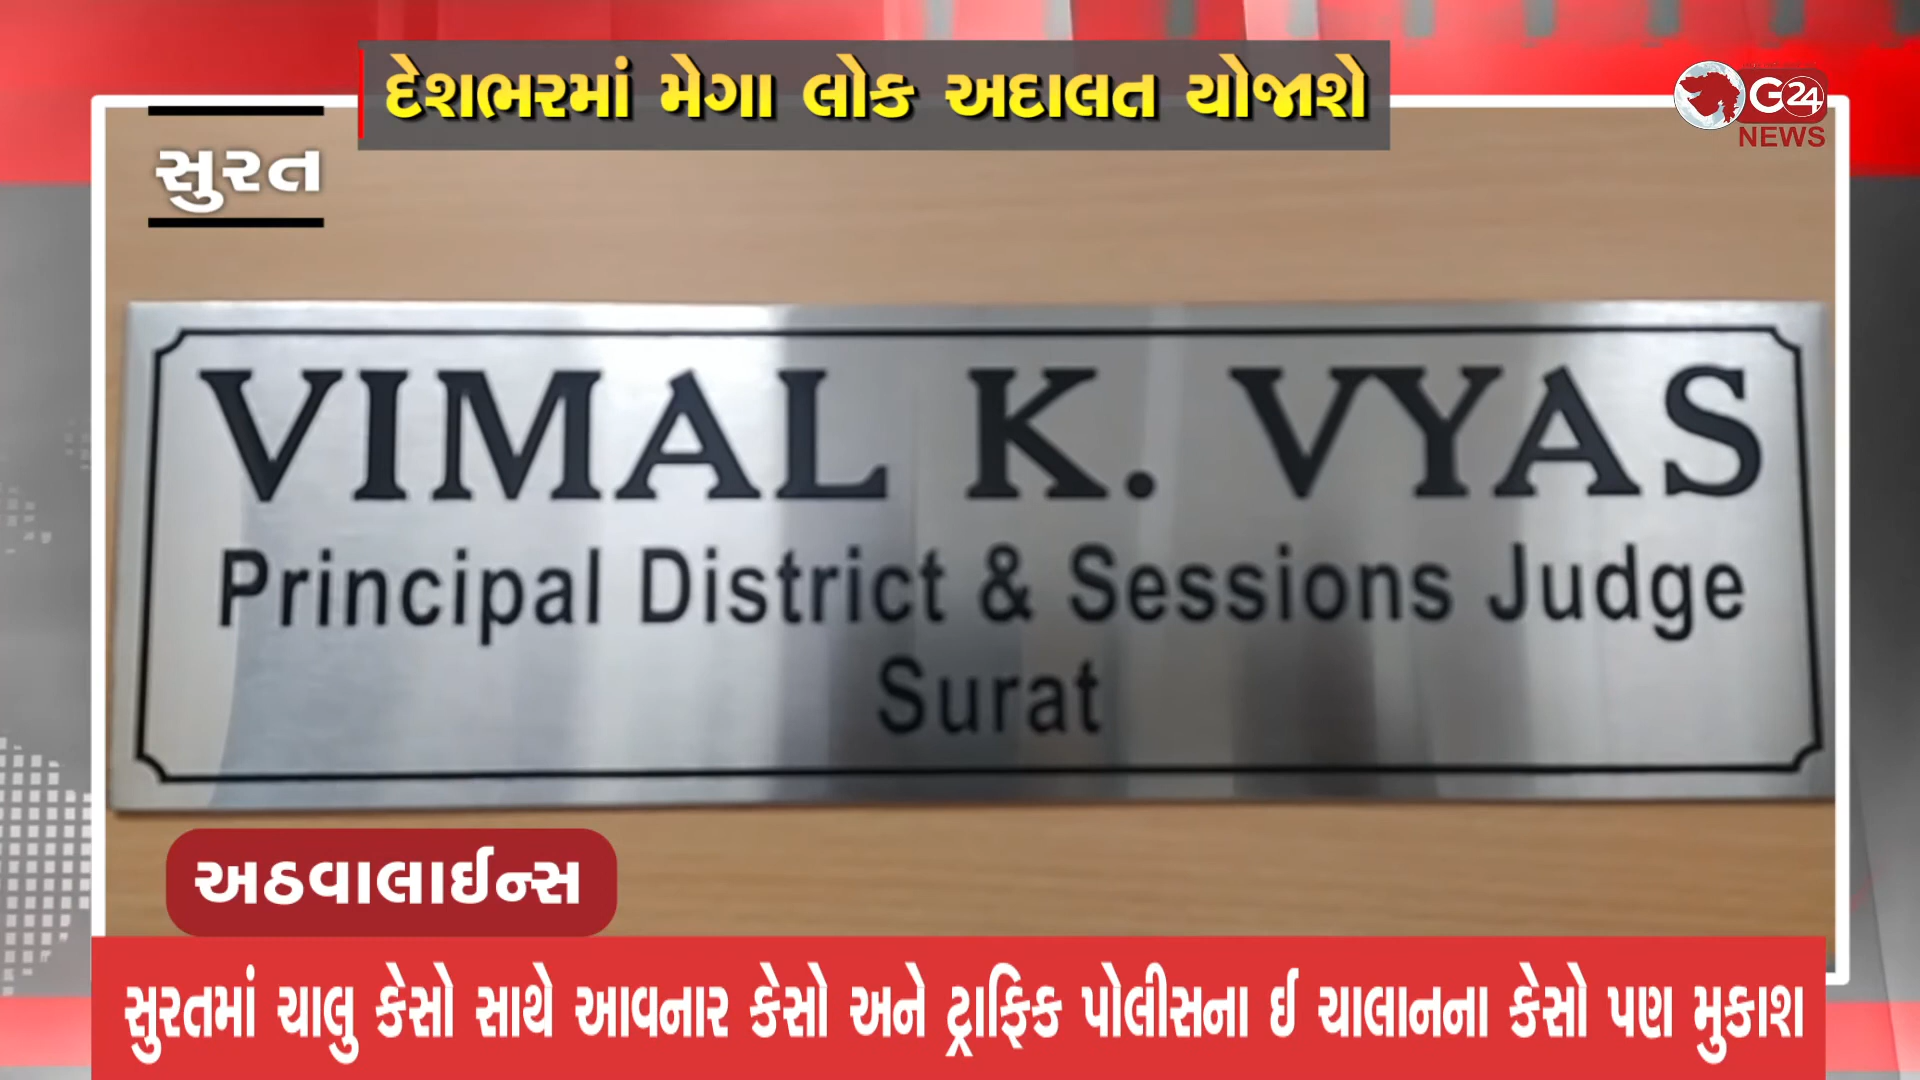 દેશભરમાં મેગા લોક અદાલત યોજાશે
G24
NEWS
સુરત
VIMAL K. VYAS
Principal District & Sessions Judge
Surat
અઠવાલાઈન્સ
સુરતમાં ચાલુ કેસો સાથે આવનાર કેસો અને ટ્રાફિક પોલીસના ઈ ચાલાનના કેસો પણ મુકાશ